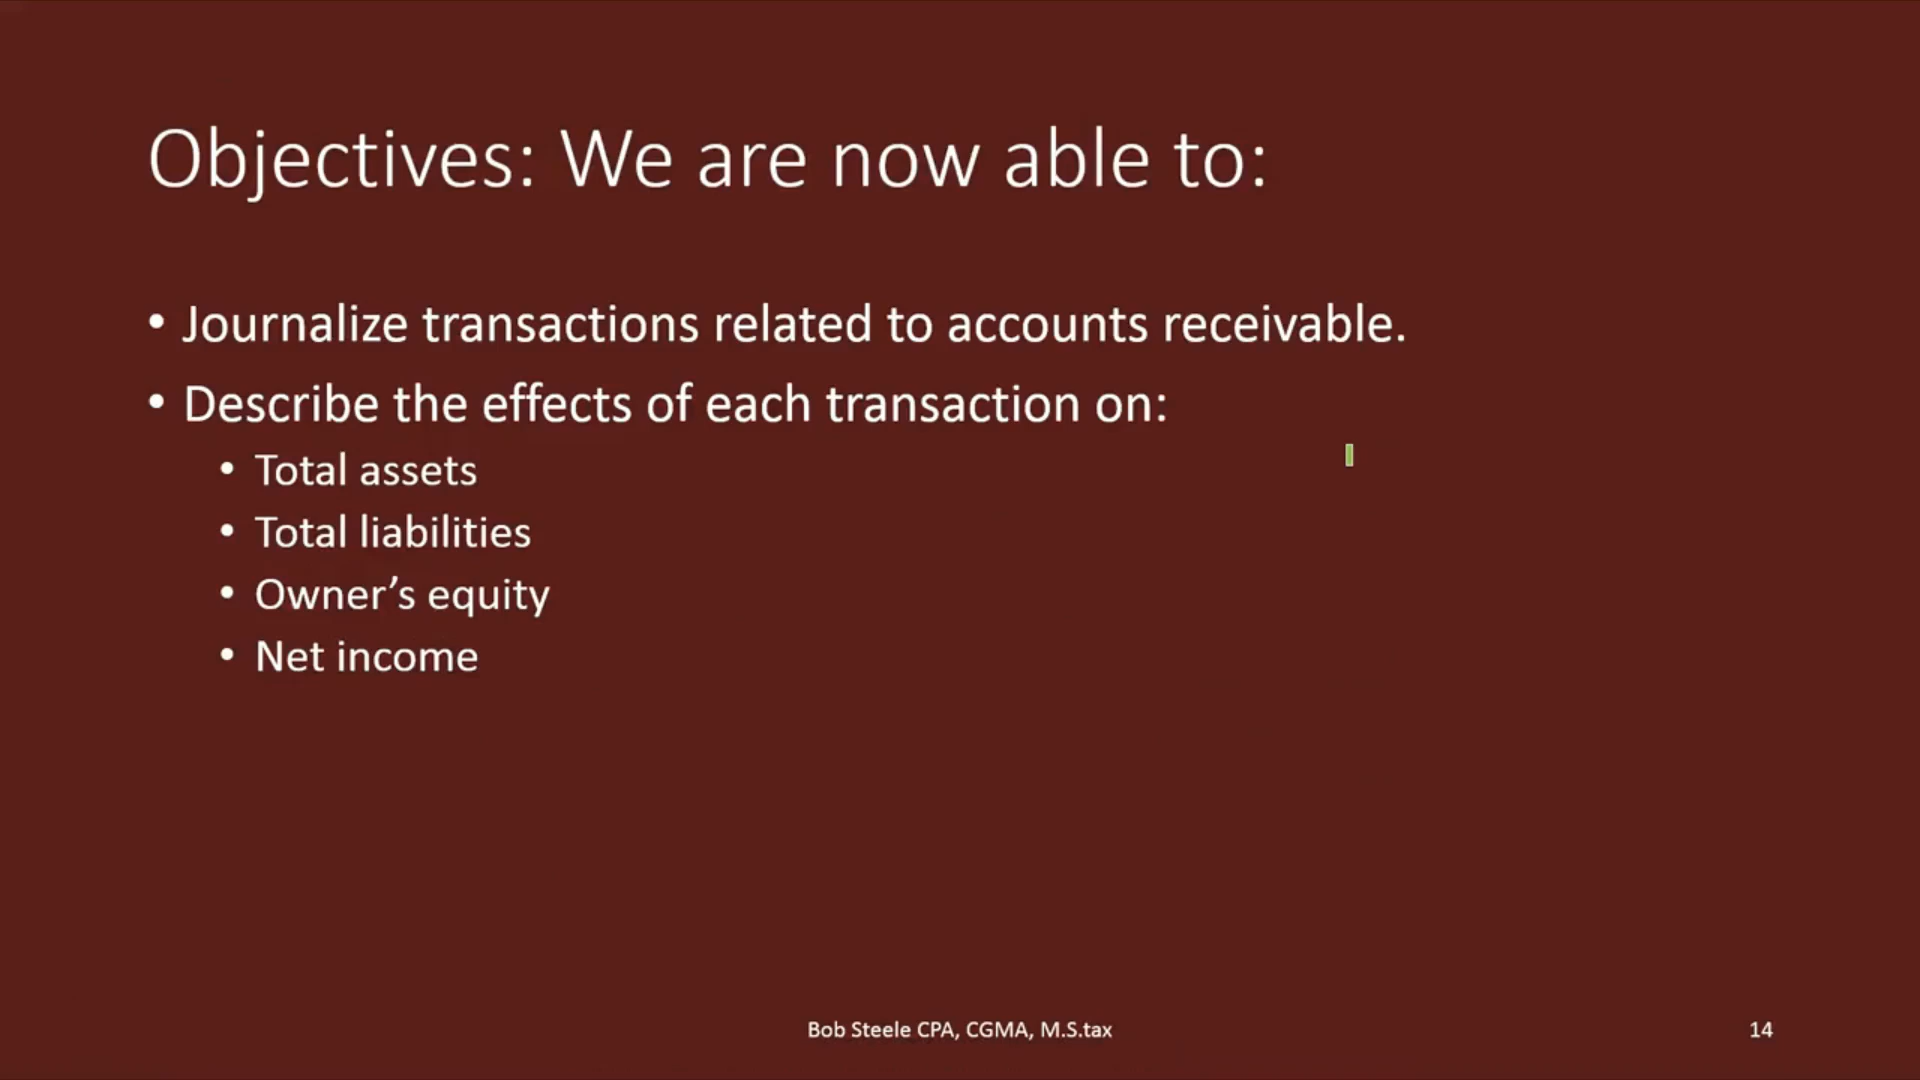 Objectives: We are now able to:
• Journalize transactions related to accounts receivable.
• Describe the effects of each transaction on:
• Total assets
• Total liabilities
• Owner’s equity
• Net income
Bob Steele CPA, CGMA, M.S.tax
14